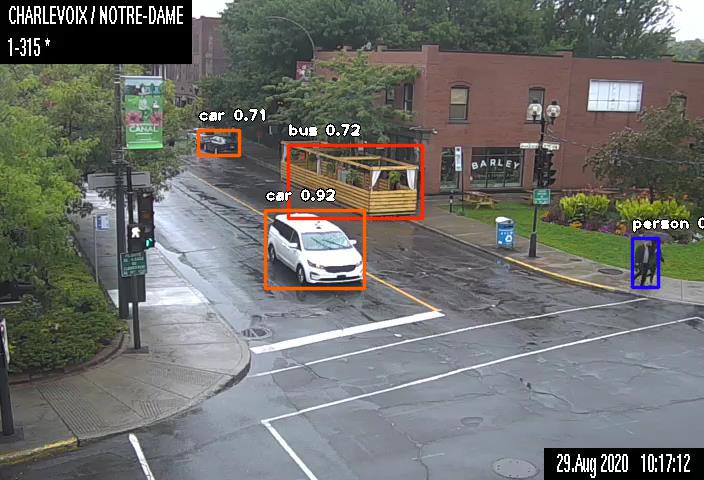 CHARLEVOIX / NOTRE-DAME
1-315 *
car 0.71
bus 0.72
car 0.92
person 0
CANAL
BARLEY
29.Aug 2020 10:17:12